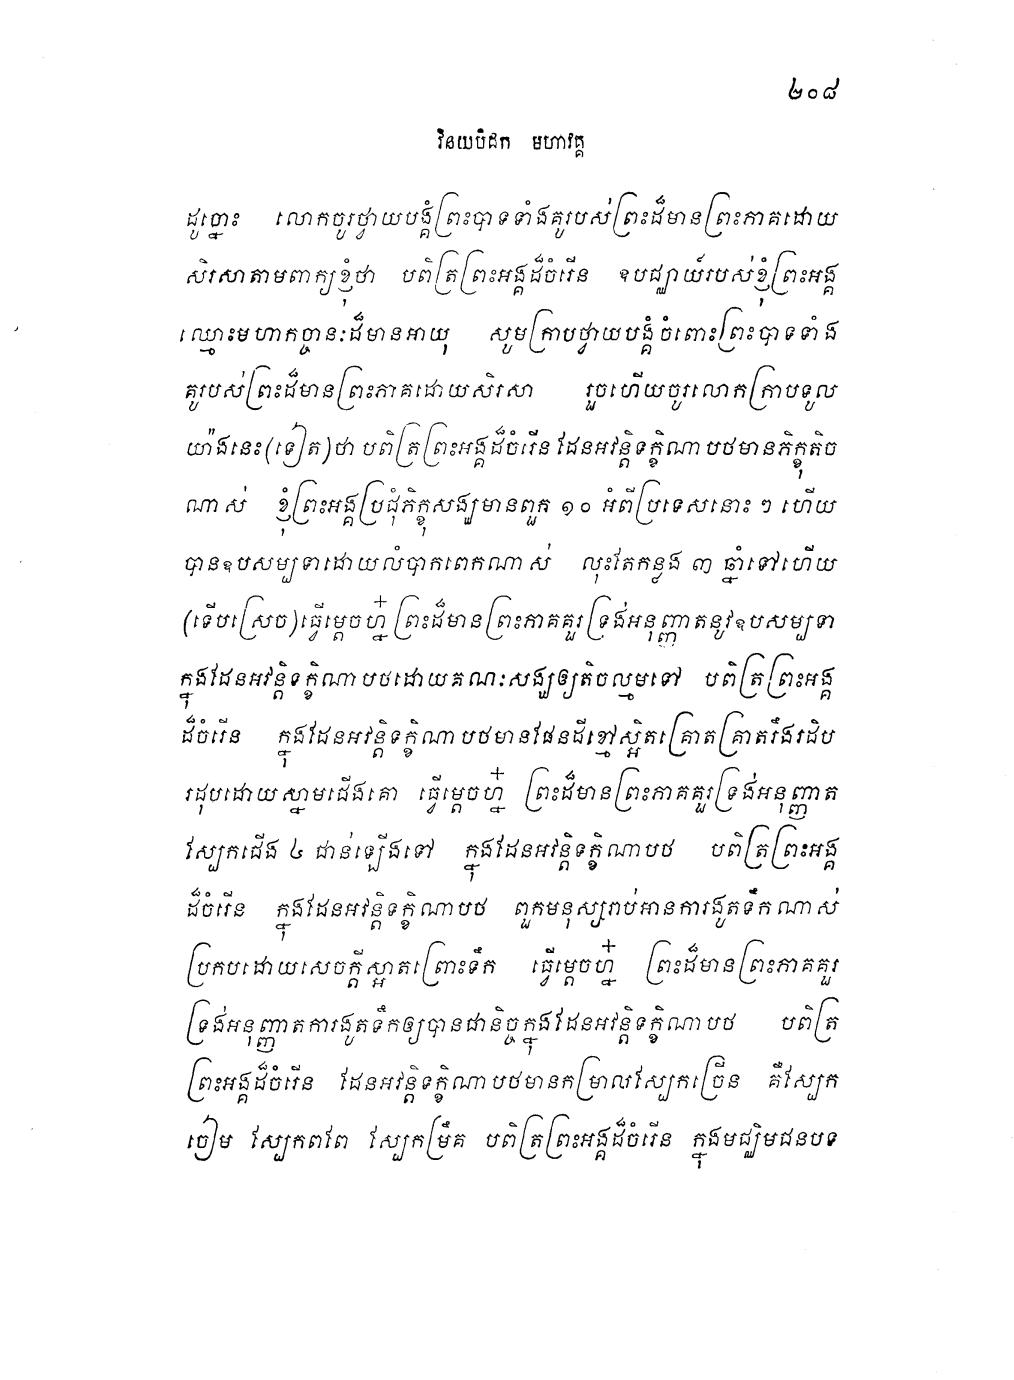 ២០៨
វិនយបិដក មហាវគ្គ
ដូច្នោះ លោកចូរថ្វាយបង្គំព្រះបាទទាំងគូរបស់ព្រះដ៏មានព្រះភាគដោយ
សិរសាតាមពាក្យខ្ញុំថា បពិត្រព្រះអង្គដ៏ចំរើន ឧបជ្ឈាយ៍របស់ខ្ញុំព្រះអង្គ
ឈ្មោះមហាកច្ចានៈដ៏មានអាយុ សូមក្រាបថ្វាយបង្គំចំពោះព្រះបាទទាំង
គូរបស់ព្រះដ៏មានព្រះភាគដោយសិរសា រួចហើយចូរលោកក្រាបទូល
យ៉ាងនេះ(ទៀត)ថា បពិត្រព្រះអង្គដ៏ចំរើន ដែនអវន្តិទក្ខិណាបថមានភិក្ខុតិច
ណាស់ ខ្ញុំព្រះអង្គប្រជុំភិក្ខុសង្ឃមានពួក ១០ អំពីប្រទេសនោះ ៗ ហើយ
បានឧបសម្បទាដោយលំបាកពេកណាស់ លុះតែកន្លង ៣ ឆ្នាំទៅហើយ
(ទើបស្រេច)ធ្វើម្តេចហ្ន៎ ព្រះដ៏មានព្រះភាគគួរទ្រង់អនុញ្ញាតនូវឧបសម្បទា
ក្នុងដែនអវន្តិទក្ខិណាបថដោយគណៈសង្ឃឲ្យតិចល្មមទៅ បពិត្រព្រះអង្គ
ដ៏ចំរើន ក្នុងដែនអវន្តិទក្ខិណាបថមានផែនដីខ្មៅស្អិតគ្រោតគ្រាតរឹងរដិប
រដុបដោយស្នាមជើងគោ ធ្វើម្តេចហ្ន៎ ព្រះដ៏មានព្រះភាគគួរទ្រង់អនុញ្ញាត
ស្បែកជើង ៤ ជាន់ឡើងទៅ ក្នុងដែនអវន្តិទក្ខិណាបថ បពិត្រព្រះអង្គ
ដ៏ចំរើន ក្នុងដែនអវន្តិទក្ខិណាបថ ពួកមនុស្សរាប់អានការងូតទឹកណាស់
ប្រកបដោយសេចក្តីស្អាតព្រោះទឹក ធ្វើម្តេចហ្ន៎ ព្រះដ៏មានព្រះភាគគួរ
ទ្រង់អនុញ្ញាតការងូតទឹកឲ្យបានជានិច្ចក្នុងដែនអវន្តិទក្ខិណាបថ បពិត្រ
ព្រះអង្គដ៏ចំរើន ដែនអវន្តិទក្ខិណាបថមានកម្រាលស្បែកច្រើន គឺស្បែក
ចៀម ស្បែកពពែ ស្បែកម្រឹគ បពិត្រព្រះអង្គដ៏ចំរើន ក្នុងមជ្ឈិមជនបទ